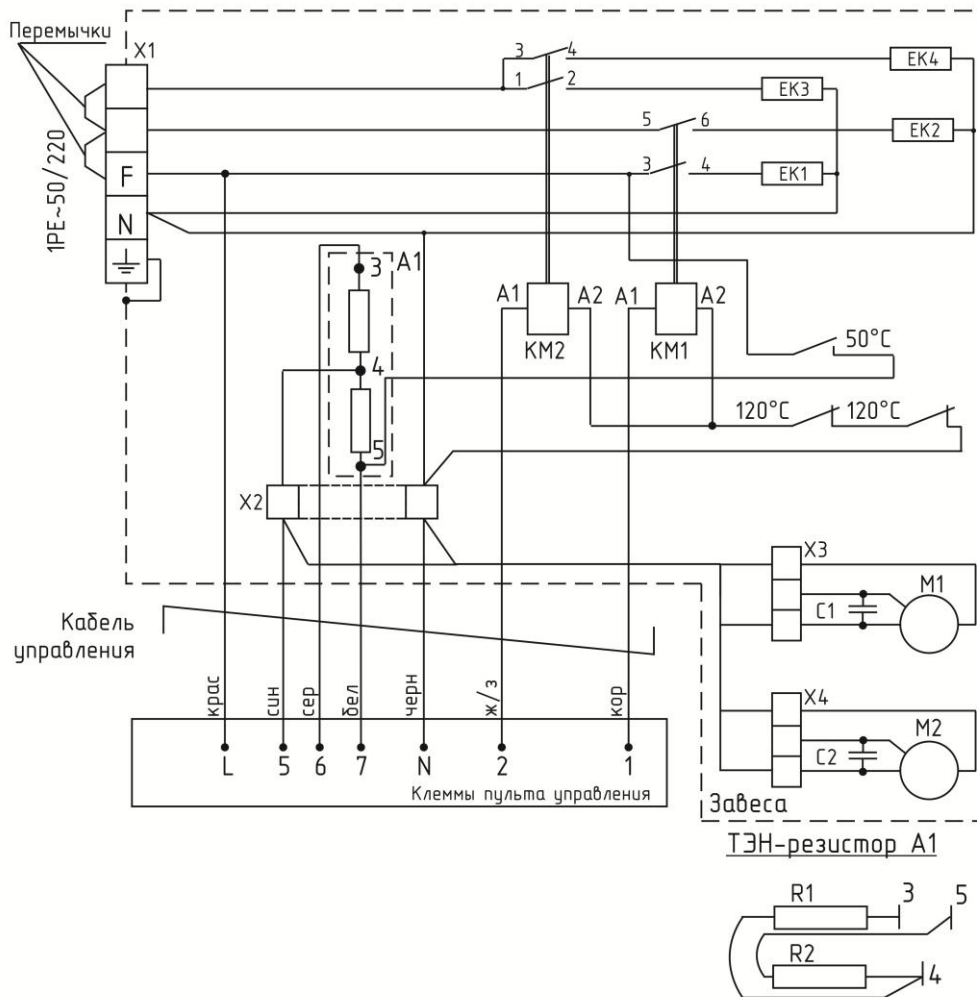 Перемычки
X1
3 4
EK4
1 2
EK3
5 6
EK2
F
3 4
EK1
N
1PE~50/220
3 A1
A1 A2 A1 A2
KM2 KM1
50°C
4
120°C 120°C
5
X2
X3
M1
C1
Кабель
управления
X4
M2
C2
крас
син
сер
бел
черн
ж/з
кор
L 5 6 7 N 2 1
Клеммы пульта управления
Завеса
ТЭН-резистор А1
R1 3 5
R2
4